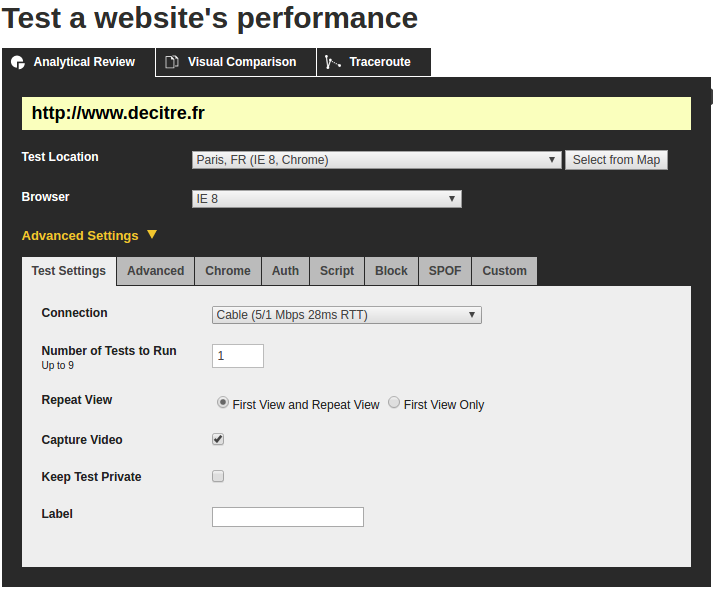 Test a website's performance
Analytical Review Visual Comparison Traceroute
http://www.decitre.fr
Test Location Paris, FR (IE 8, Chrome) Select from Map
Browser IE 8
Advanced Settings
Test Settings Advanced Chrome Auth Script Block SPOF Custom
Connection Cable (5/1 Mbps 28ms RTT)
Number of Tests to Run 1
Up to 9
Repeat View First View and Repeat View First View Only
Capture Video
Keep Test Private
Label